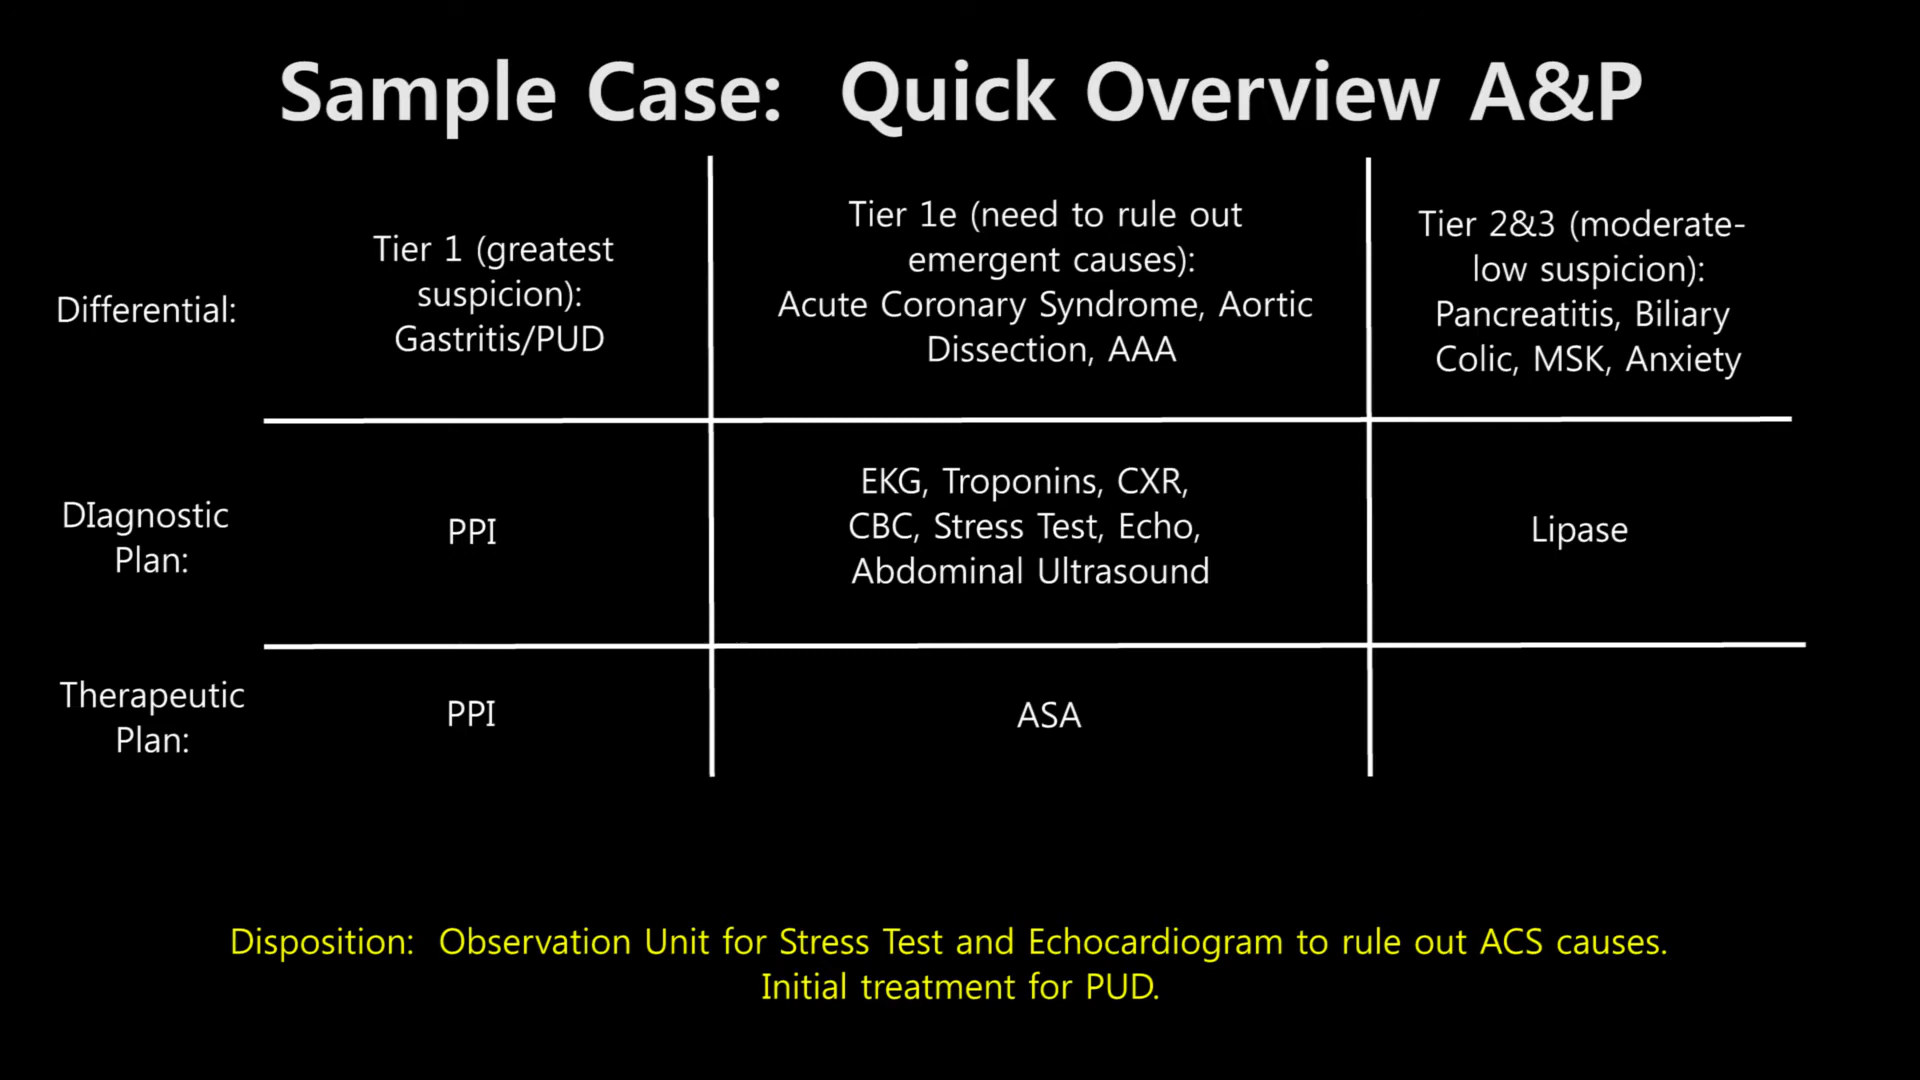 Sample Case: Quick Overview A&P
Differential:
Tier 1 (greatest
suspicion):
Gastritis/PUD
Tier 1e (need to rule out
emergent causes):
Acute Coronary Syndrome, Aortic
Dissection, AAA
Tier 2&3 (moderate-
low suspicion):
Pancreatitis, Biliary
Colic, MSK, Anxiety
DIagnostic
Plan:
PPI
EKG, Troponins, CXR,
CBC, Stress Test, Echo,
Abdominal Ultrasound
Lipase
Therapeutic
Plan:
PPI
ASA
Disposition: Observation Unit for Stress Test and Echocardiogram to rule out ACS causes.
Initial treatment for PUD.